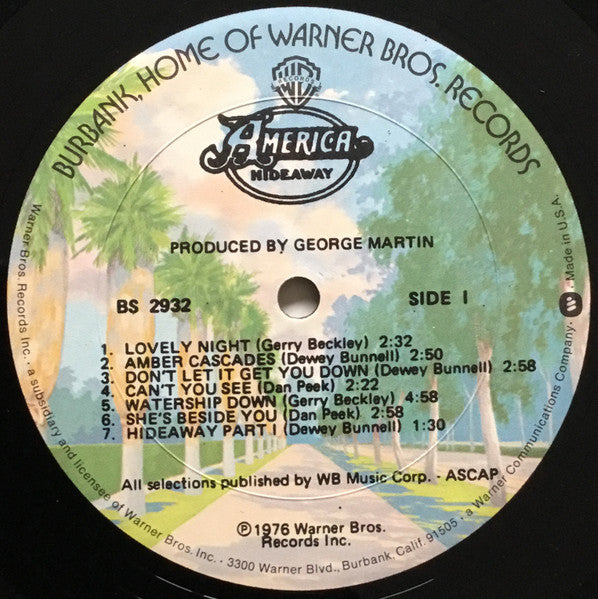 BURBANK, HOME OF WARNER BROS. RECORDS
RECORDS
AMERICA
HIDEAWAY
PRODUCED BY GEORGE MARTIN
BS 2932
SIDE I
1. LOVELY NIGHT (Gerry Beckley) 2:32
2. AMBER CASCADES (Dewey Bunnell) 2:50
3. DON'T LET IT GET YOU DOWN (Dewey Bunnell) 2:58
4. CAN'T YOU SEE (Dan Peek) 2:22
5. WATERSHIP DOWN (Gerry Beckley) 4:58
6. SHE'S BESIDE YOU (Dan Peek) 2:58
7. HIDEAWAY PART I (Dewey Bunnell) 1:30
All selections published by WB Music Corp. - ASCAP
℗ 1976 Warner Bros.
Records Inc.
Warner Bros. Records Inc. · a subsidiary and licensee of Warner Bros. Inc. · 3300 Warner Blvd., Burbank, Calif. 91505 · a Warner Communications Company · Made in U.S.A.